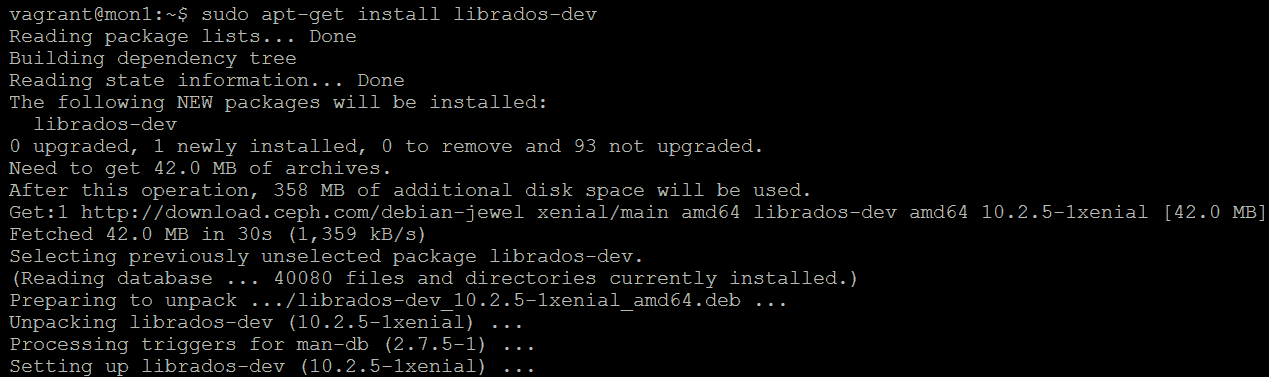 vagrant@mon1:~$ sudo apt-get install librados-dev
Reading package lists... Done
Building dependency tree
Reading state information... Done
The following NEW packages will be installed:
  librados-dev
0 upgraded, 1 newly installed, 0 to remove and 93 not upgraded.
Need to get 42.0 MB of archives.
After this operation, 358 MB of additional disk space will be used.
Get:1 http://download.ceph.com/debian-jewel xenial/main amd64 librados-dev amd64 10.2.5-1xenial [42.0 MB]
Fetched 42.0 MB in 30s (1,359 kB/s)
Selecting previously unselected package librados-dev.
(Reading database ... 40080 files and directories currently installed.)
Preparing to unpack .../librados-dev_10.2.5-1xenial_amd64.deb ...
Unpacking librados-dev (10.2.5-1xenial) ...
Processing triggers for man-db (2.7.5-1) ...
Setting up librados-dev (10.2.5-1xenial) ...